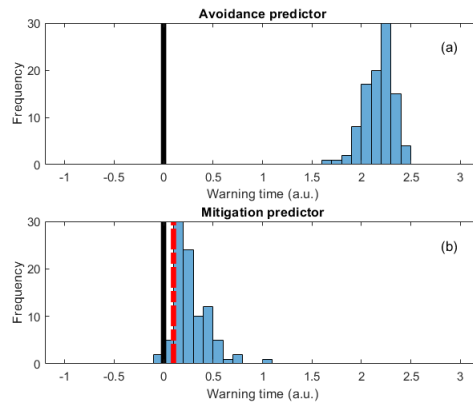 Avoidance predictor
30
(a)
20
Frequency
10
0
-1 -0.5 0 0.5 1 1.5 2 2.5 3
Warning time (a.u.)
Mitigation predictor
30
(b)
20
Frequency
10
0
-1 -0.5 0 0.5 1 1.5 2 2.5 3
Warning time (a.u.)